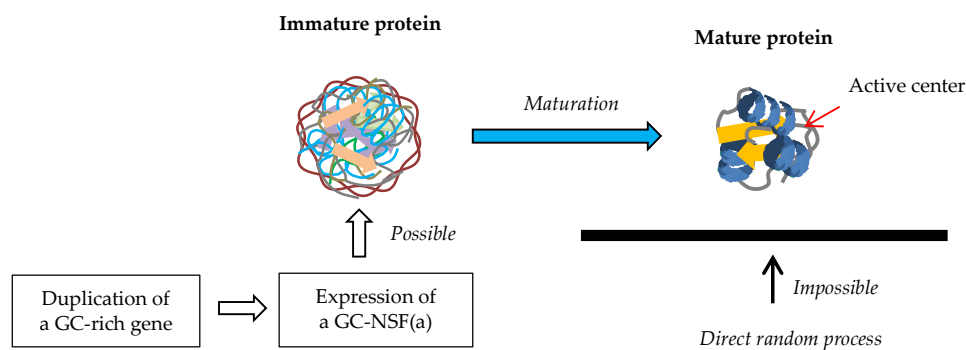 Immature protein
Mature protein
Active center
Maturation
Possible
Impossible
Duplication of
a GC-rich gene
Expression of
a GC-NSF(a)
Direct random process